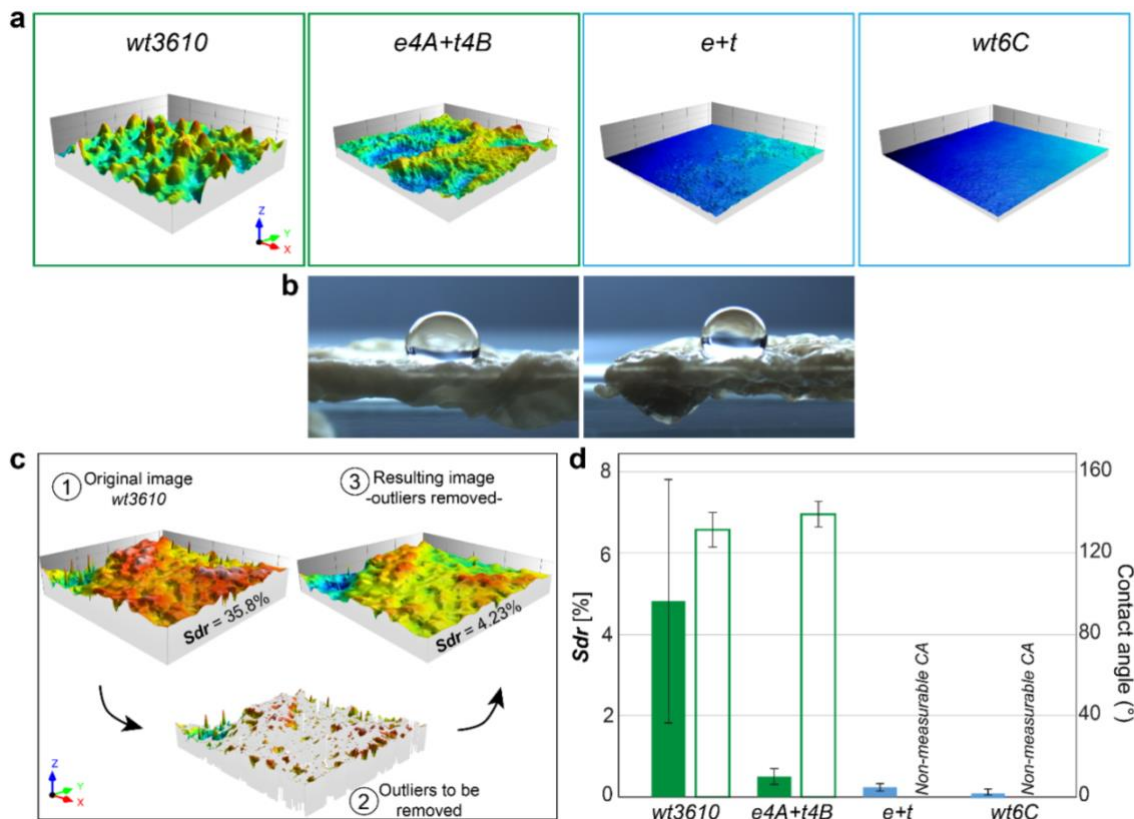 a
wt3610
e4A+t4B
e+t
wt6C
Z
Y
X
b
c
1 Original image
wt3610
3 Resulting image
-outliers removed-
Sdr = 35.8%
Sdr = 4.23%
2 Outliers to be
removed
Z
Y
X
d
8
6
4
2
0
Sdr [%]
160
120
80
40
0
Contact angle (°)
Non-measurable CA
Non-measurable CA
wt3610
e4A+t4B
e+t
wt6C